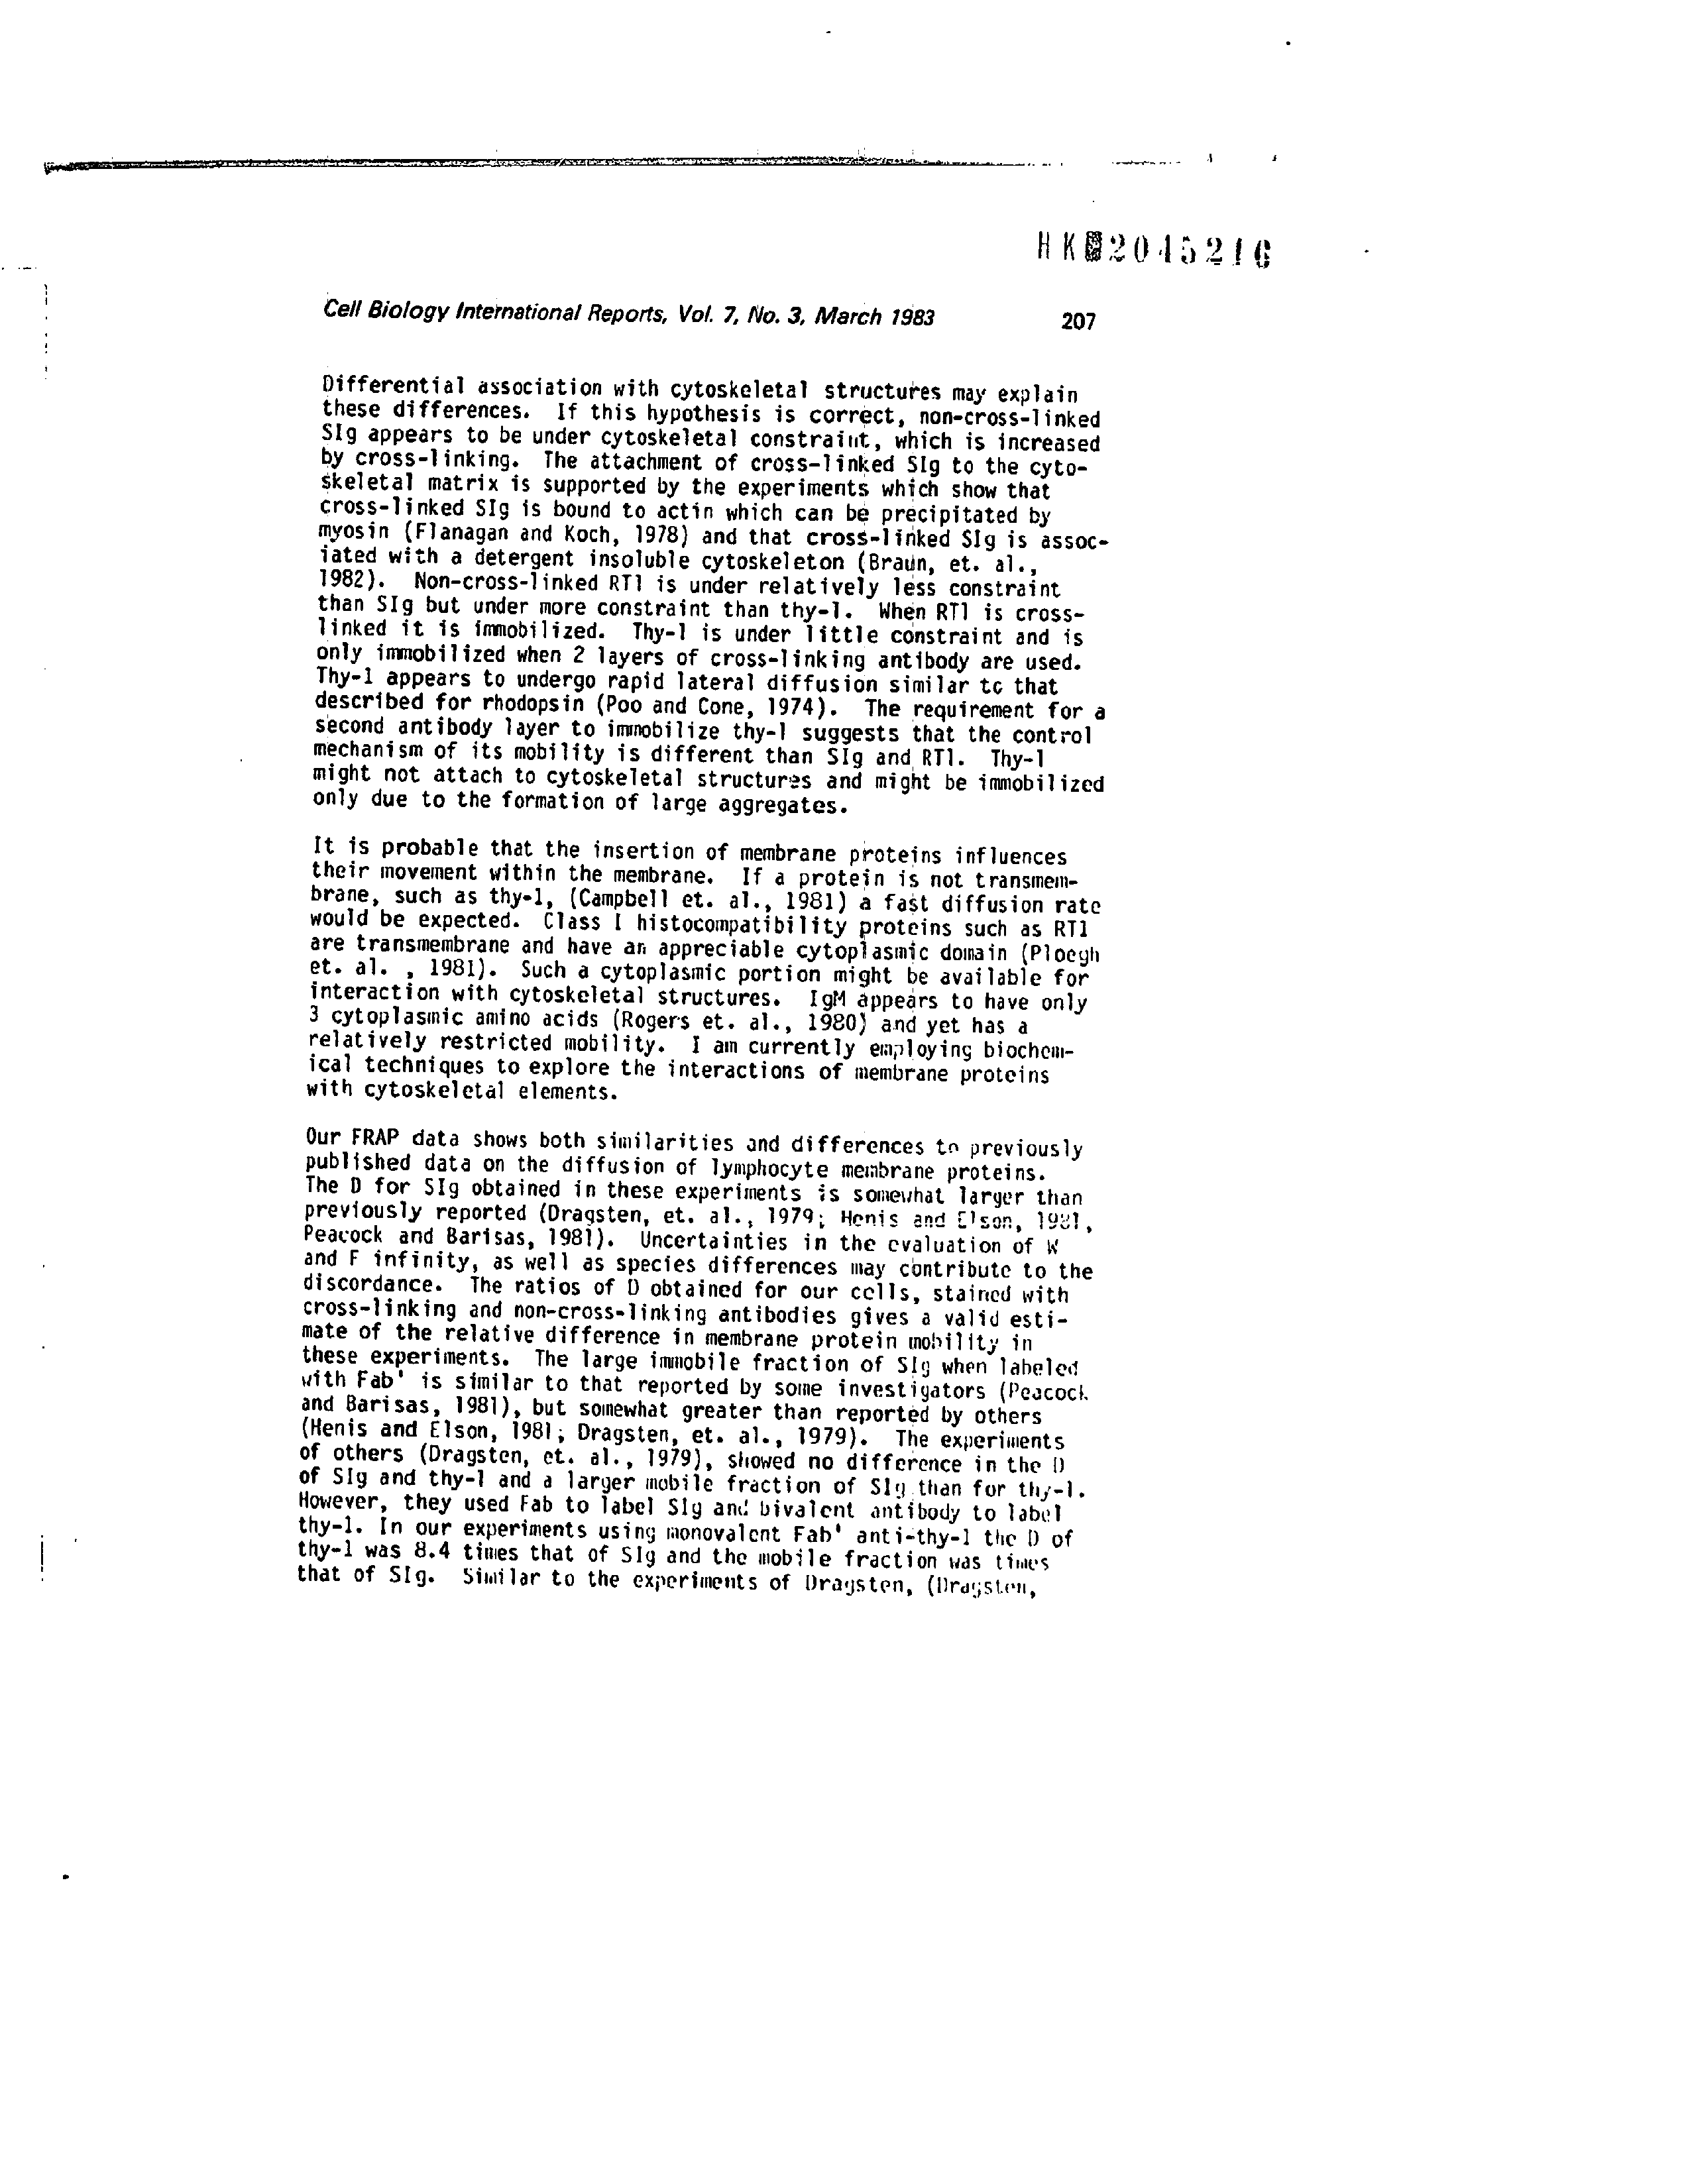 HK 2045216
Cell Biology International Reports, Vol. 7, No. 3, March 1983 207
Differential association with cytoskeletal structures may explain
these differences. If this hypothesis is correct, non-cross-linked
SIg appears to be under cytoskeletal constraint, which is increased
by cross-linking. The attachment of cross-linked SIg to the cyto-
skeletal matrix is supported by the experiments which show that
cross-linked SIg is bound to actin which can be precipitated by
myosin (Flanagan and Koch, 1978) and that cross-linked SIg is assoc-
iated with a detergent insoluble cytoskeleton (Braun, et. al.,
1982). Non-cross-linked RT1 is under relatively less constraint
than SIg but under more constraint than thy-1. When RT1 is cross-
linked it is immobilized. Thy-1 is under little constraint and is
only immobilized when 2 layers of cross-linking antibody are used.
Thy-1 appears to undergo rapid lateral diffusion similar to that
described for rhodopsin (Poo and Cone, 1974). The requirement for a
second antibody layer to immobilize thy-1 suggests that the control
mechanism of its mobility is different than SIg and RT1. Thy-1
might not attach to cytoskeletal structures and might be immobilized
only due to the formation of large aggregates.
It is probable that the insertion of membrane proteins influences
their movement within the membrane. If a protein is not transmem-
brane, such as thy-1, (Campbell et. al., 1981) a fast diffusion rate
would be expected. Class I histocompatibility proteins such as RT1
are transmembrane and have an appreciable cytoplasmic domain (Ploegh
et. al. , 1981). Such a cytoplasmic portion might be available for
interaction with cytoskeletal structures. IgM appears to have only
3 cytoplasmic amino acids (Rogers et. al., 1980) and yet has a
relatively restricted mobility. I am currently employing biochem-
ical techniques to explore the interactions of membrane proteins
with cytoskeletal elements.
Our FRAP data shows both similarities and differences to previously
published data on the diffusion of lymphocyte membrane proteins.
The D for SIg obtained in these experiments is somewhat larger than
previously reported (Dragsten, et. al., 1979; Henis and Elson, 1981,
Peacock and Barisas, 1981). Uncertainties in the evaluation of W
and F infinity, as well as species differences may contribute to the
discordance. The ratios of D obtained for our cells, stained with
cross-linking and non-cross-linking antibodies gives a valid esti-
mate of the relative difference in membrane protein mobility in
these experiments. The large immobile fraction of SIg when labeled
with Fab' is similar to that reported by some investigators (Peacock
and Barisas, 1981), but somewhat greater than reported by others
(Henis and Elson, 1981; Dragsten, et. al., 1979). The experiments
of others (Dragsten, et. al., 1979), showed no difference in the D
of SIg and thy-1 and a larger mobile fraction of SIg than for thy-1.
However, they used Fab to label SIg and bivalent antibody to label
thy-1. In our experiments using monovalent Fab' anti-thy-1 the D of
thy-1 was 8.4 times that of SIg and the mobile fraction was times
that of SIg. Similar to the experiments of Dragsten, (Dragsten,